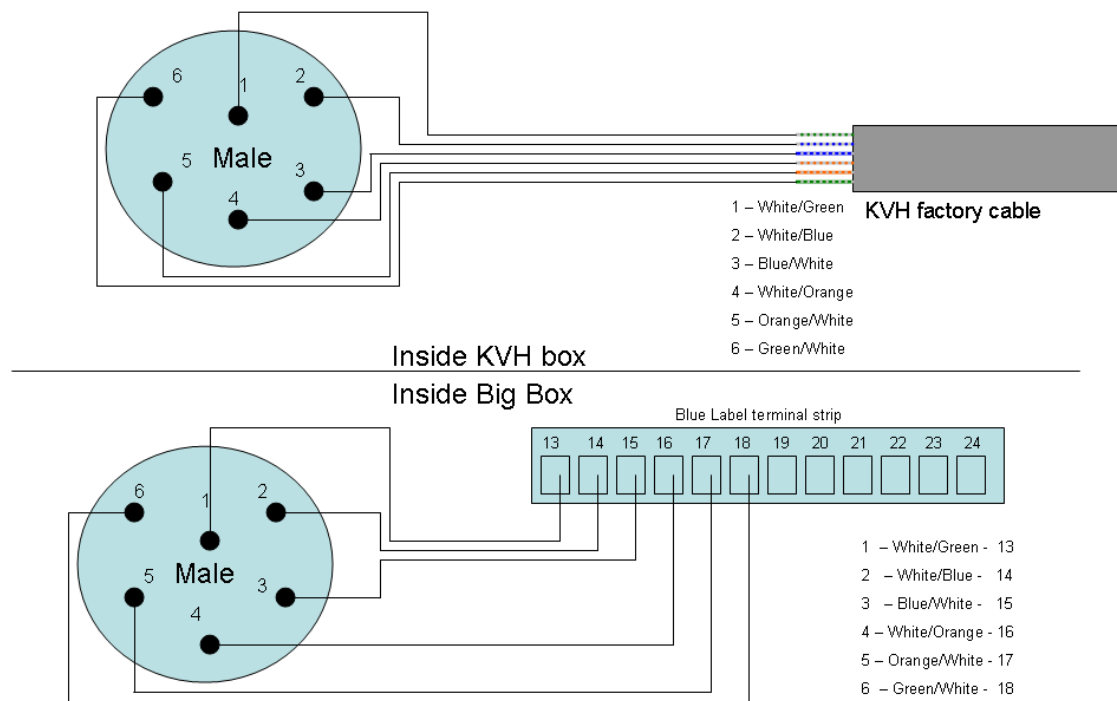 6
1
2
Male
5
3
4
1 – White/Green
KVH factory cable
2 – White/Blue
3 – Blue/White
4 – White/Orange
5 – Orange/White
6 – Green/White
Inside KVH box
Inside Big Box
Blue Label terminal strip
13 14 15 16 17 18 19 20 21 22 23 24
6
1
2
Male
5
3
4
1 – White/Green - 13
2 – White/Blue - 14
3 – Blue/White - 15
4 – White/Orange - 16
5 – Orange/White - 17
6 – Green/White - 18